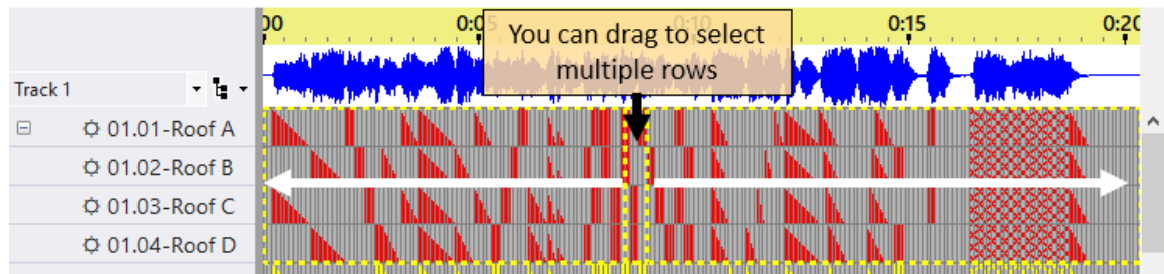 00 0:05 0:10 0:15 0:20
You can drag to select
multiple rows
Track 1
01.01-Roof A
01.02-Roof B
01.03-Roof C
01.04-Roof D